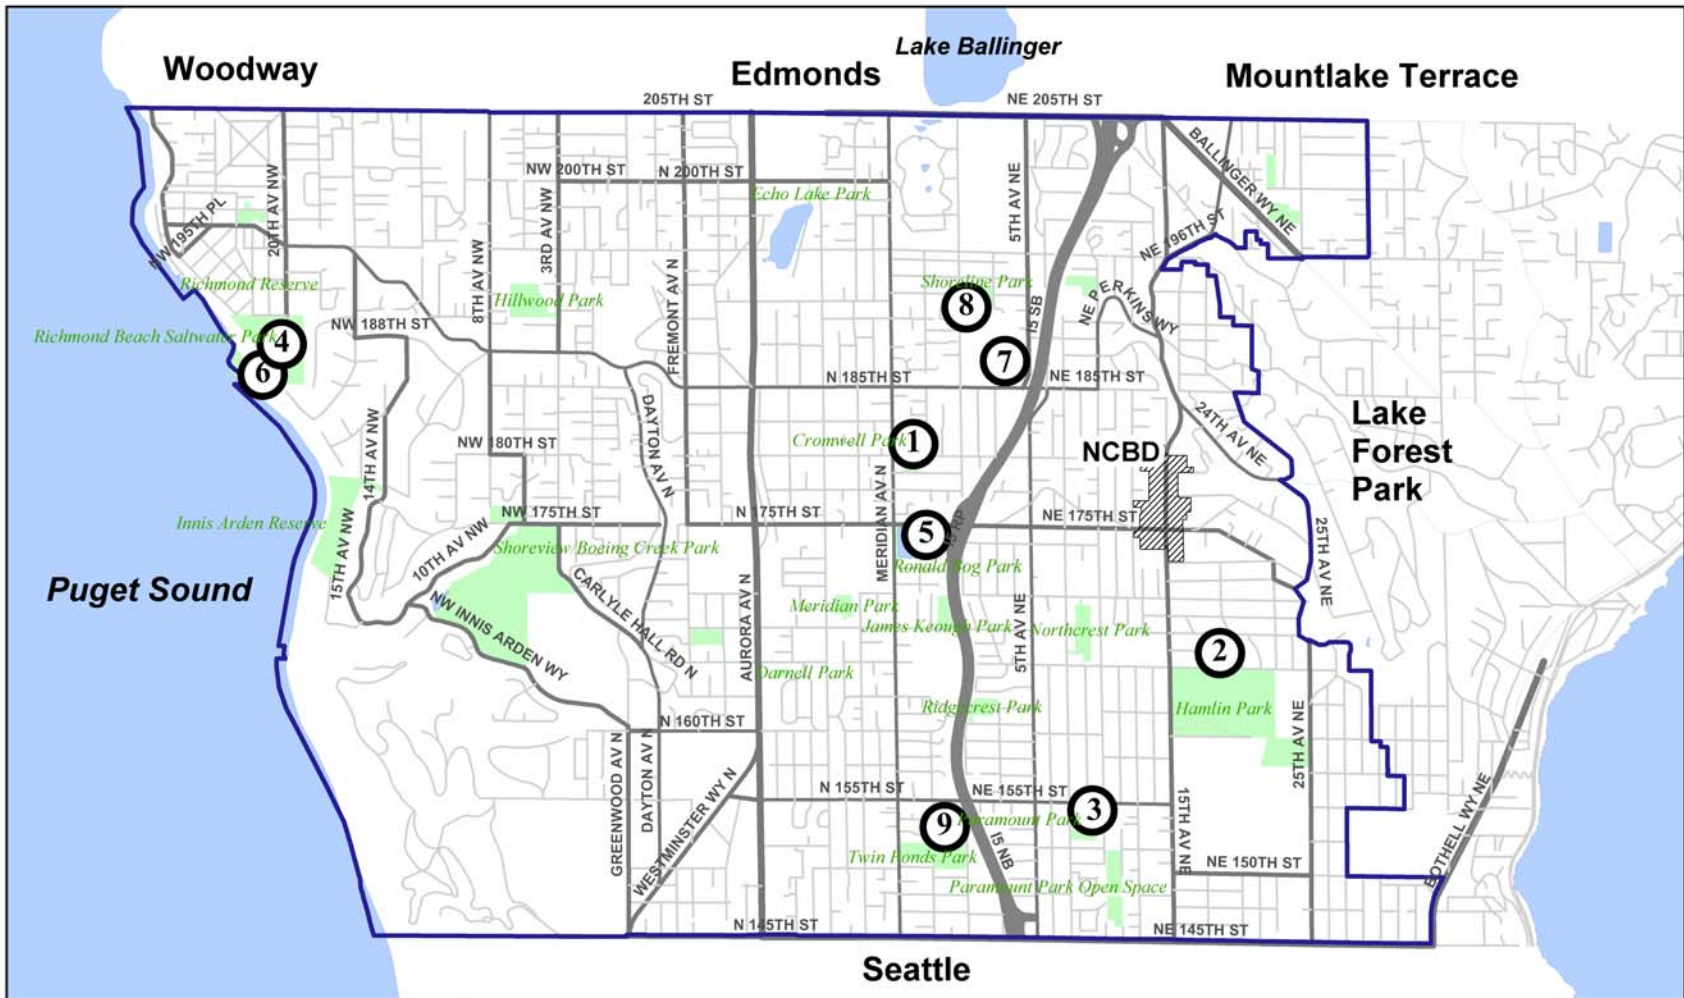 Lake Ballinger
Woodway
Edmonds
Mountlake Terrace
205TH ST
NE 205TH ST
BALLINGER WY NE
NW 200TH ST
N 200TH ST
Echo Lake Park
20TH AV NW
3RD AV NW
5TH AV NE
NW 195TH PL
NE 196TH ST
8TH AV NW
FREMONT AV N
Richmond Reserve
Hillwood Park
Shoreline Park
8
I5 SB
NE PERKINS WY
Richmond Beach Saltwater Park
4
NW 188TH ST
6
7
N 185TH ST
NE 185TH ST
24TH AV NE
Lake
Forest
Park
DAYTON AV N
14TH AV NW
NW 180TH ST
Cromwell Park
1
NCBD
MERIDIAN AV N
Innis Arden Reserve
15TH AV NW
NW 175TH ST
N 175TH ST
5
I5 RP
NE 175TH ST
25TH AV NE
10TH AV NW
Shoreview Boeing Creek Park
Ronald Bog Park
Puget Sound
CARLYLE HALL RD N
NW INNIS ARDEN WY
AURORA AV N
Meridian Park
James Keough Park
5TH AV NE
Northcrest Park
2
Darnell Park
Ridgecrest Park
Hamlin Park
N 160TH ST
GREENWOOD AV N
DAYTON AV N
WESTMINSTER WY N
25TH AV NE
N 155TH ST
NE 155TH ST
3
9
Paramount Park
15TH AV NE
BOTHELL WY NE
I5 NB
Twin Ponds Park
NE 150TH ST
Paramount Park Open Space
N 145TH ST
NE 145TH ST
Seattle